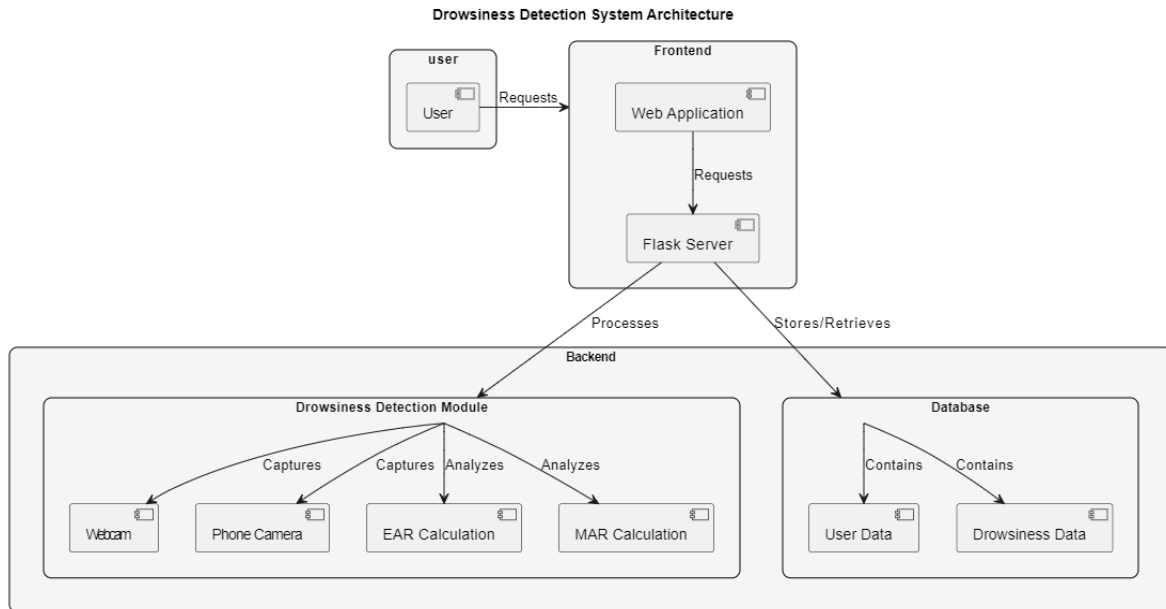 Drowsiness Detection System Architecture
user
Frontend
User
Requests
Web Application
Requests
Flask Server
Processes
Stores/Retrieves
Backend
Drowsiness Detection Module
Database
Captures
Captures
Analyzes
Analyzes
Contains
Contains
Webcam
Phone Camera
EAR Calculation
MAR Calculation
User Data
Drowsiness Data